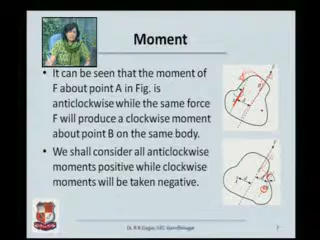 Moment
• It can be seen that the moment of
F about point A in Fig. is
anticlockwise while the same force
F will produce a clockwise moment
about point B on the same body.
• We shall consider all anticlockwise
moments positive while clockwise
moments will be taken negative.
7